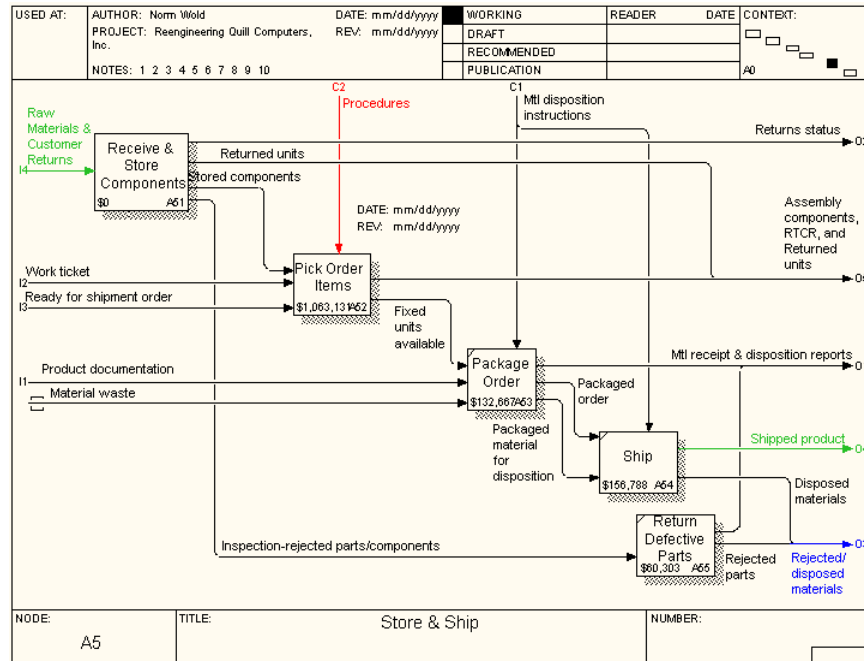 USED AT:
AUTHOR: Norm Wold
DATE: mm/dd/yyyy
PROJECT: Reengineering Quill Computers,
Inc.
REV: mm/dd/yyyy
NOTES: 1 2 3 4 5 6 7 8 9 10
WORKING
DRAFT
RECOMMENDED
PUBLICATION
READER
DATE
CONTEXT:
A0
C2
Procedures
C1
Mtl disposition
instructions
Raw
Materials &
Customer
Returns
I4
Receive &
Store
Components
$0
A51
Returned units
Stored components
Returns status
DATE: mm/dd/yyyy
REV: mm/dd/yyyy
Assembly
components,
RTCR, and
Returned
units
Work ticket
I2
Ready for shipment order
I3
Pick Order
Items
$1,063,131
A52
Fixed
units
available
Product documentation
I1
Material waste
Package
Order
$132,667
A53
Mtl receipt & disposition reports
Packaged
order
Packaged
material
for
disposition
Ship
$156,788
A54
Shipped product
Disposed
materials
Inspection-rejected parts/components
Return
Defective
Parts
$60,303
A55
Rejected
parts
Rejected/
disposed
materials
NODE:
A5
TITLE:
Store & Ship
NUMBER: